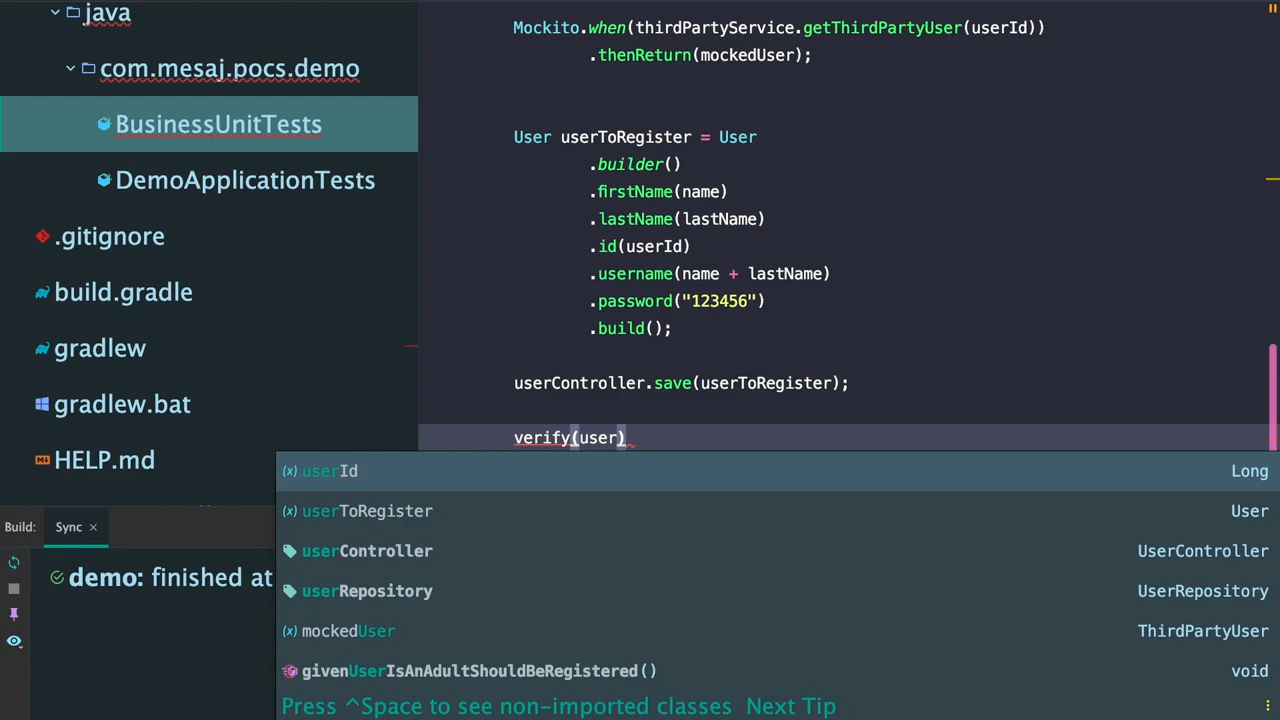 java
com.mesaj.pocs.demo
BusinessUnitTests
DemoApplicationTests
.gitignore
build.gradle
gradlew
gradlew.bat
HELP.md
Mockito.when(thirdPartyService.getThirdPartyUser(userId))
.thenReturn(mockedUser);
User userToRegister = User
.builder()
.firstName(name)
.lastName(lastName)
.id(userId)
.username(name + lastName)
.password("123456")
.build();
userController.save(userToRegister);
verify(user)
(x) userId Long
(x) userToRegister User
userController UserController
userRepository UserRepository
(x) mockedUser ThirdPartyUser
givenUserIsAnAdultShouldBeRegistered() void
Press ^Space to see non-imported classes Next Tip
Build: Sync ×
demo: finished at